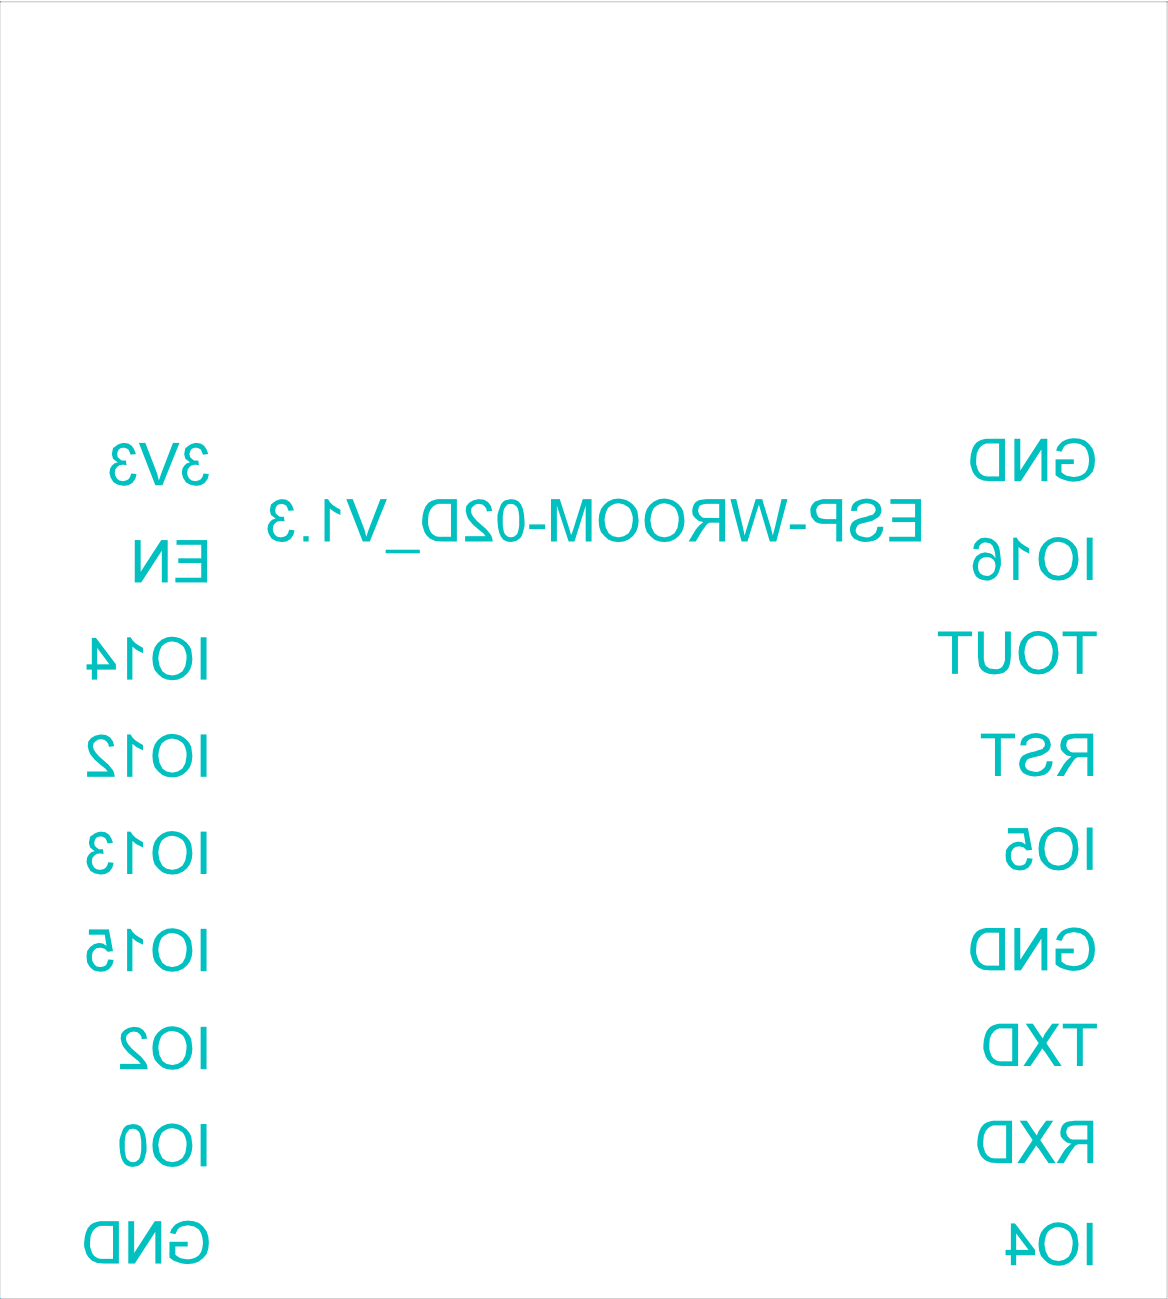 3V3
EN
IO14
IO12
IO13
IO15
IO2
IO0
GND
ESP-WROOM-02D_V1.3
GND
IO16
TOUT
RST
IO5
GND
TXD
RXD
IO4